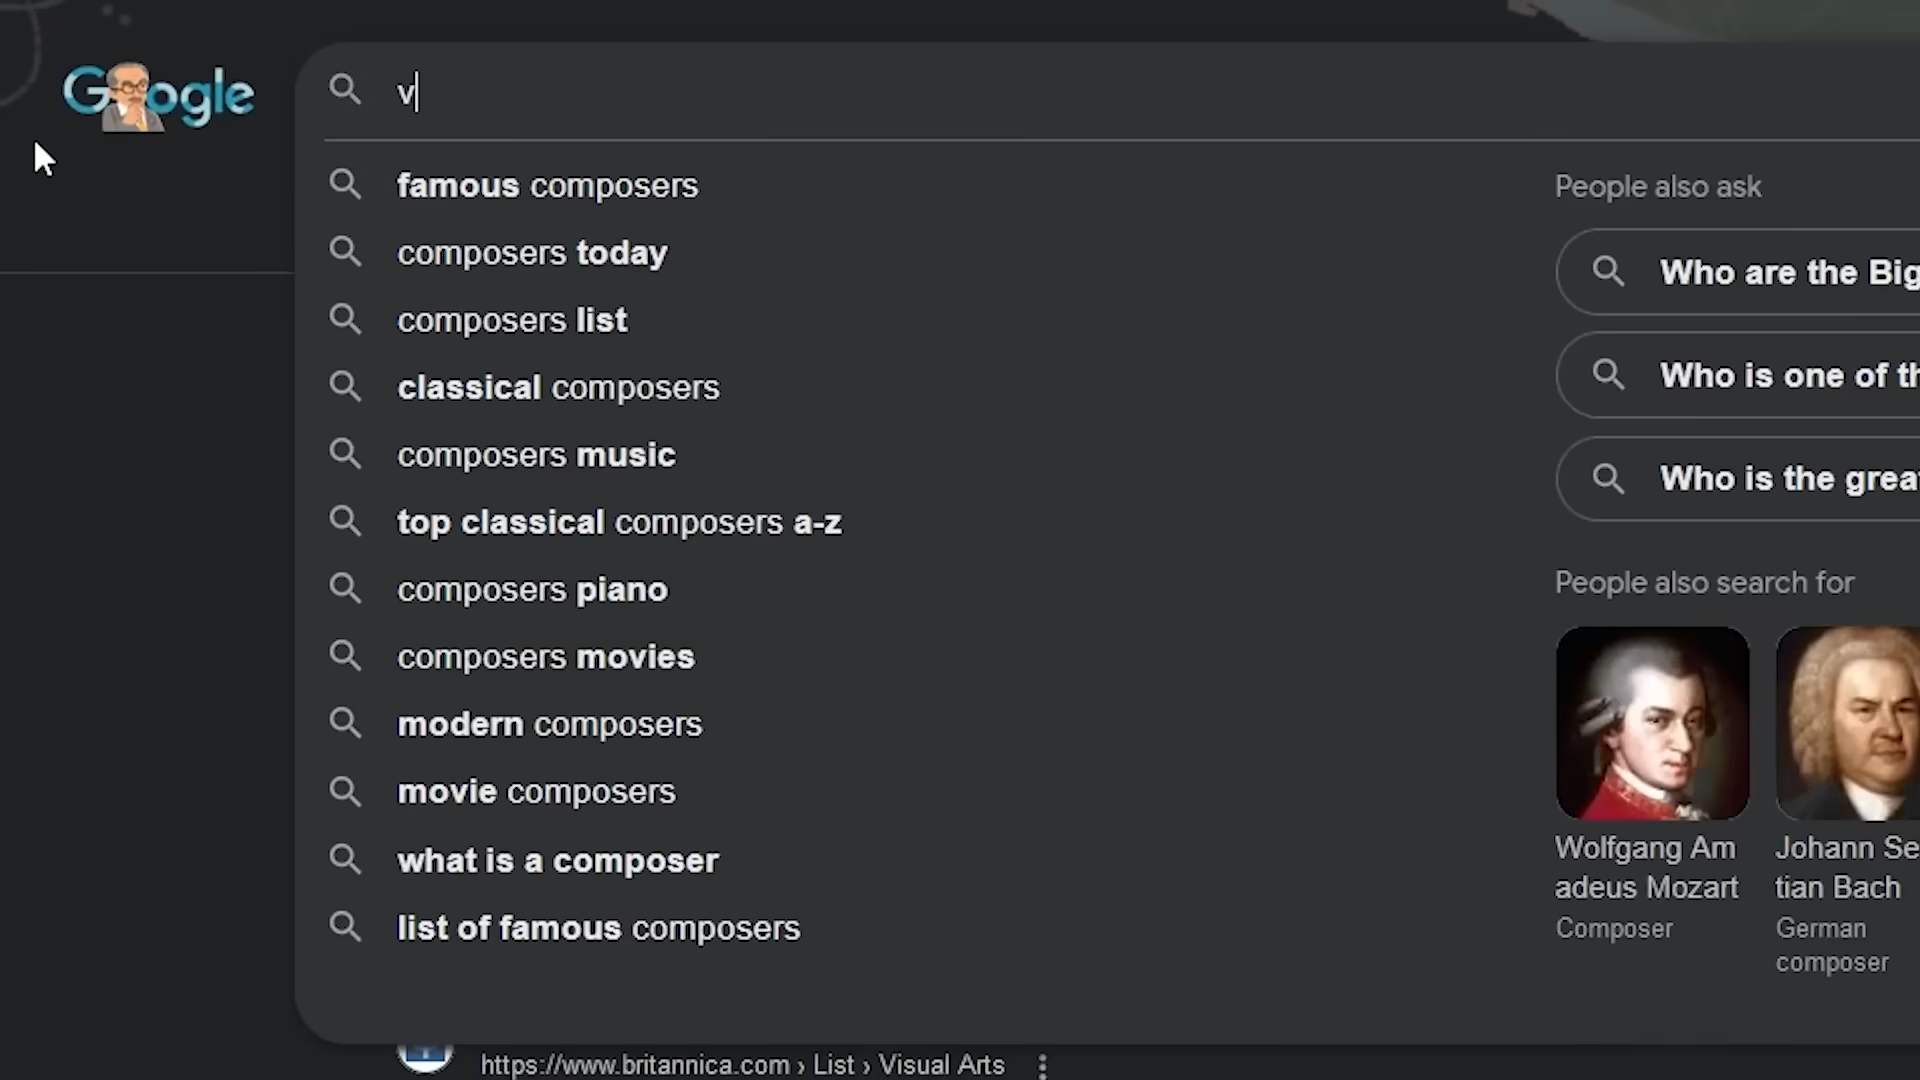 Google
v
famous composers
composers today
composers list
classical composers
composers music
top classical composers a-z
composers piano
composers movies
modern composers
movie composers
what is a composer
list of famous composers
People also ask
Who are the Big
Who is one of th
Who is the great
People also search for
Wolfgang Am
adeus Mozart
Composer
Johann Se
tian Bach
German
composer
https://www.britannica.com › List › Visual Arts